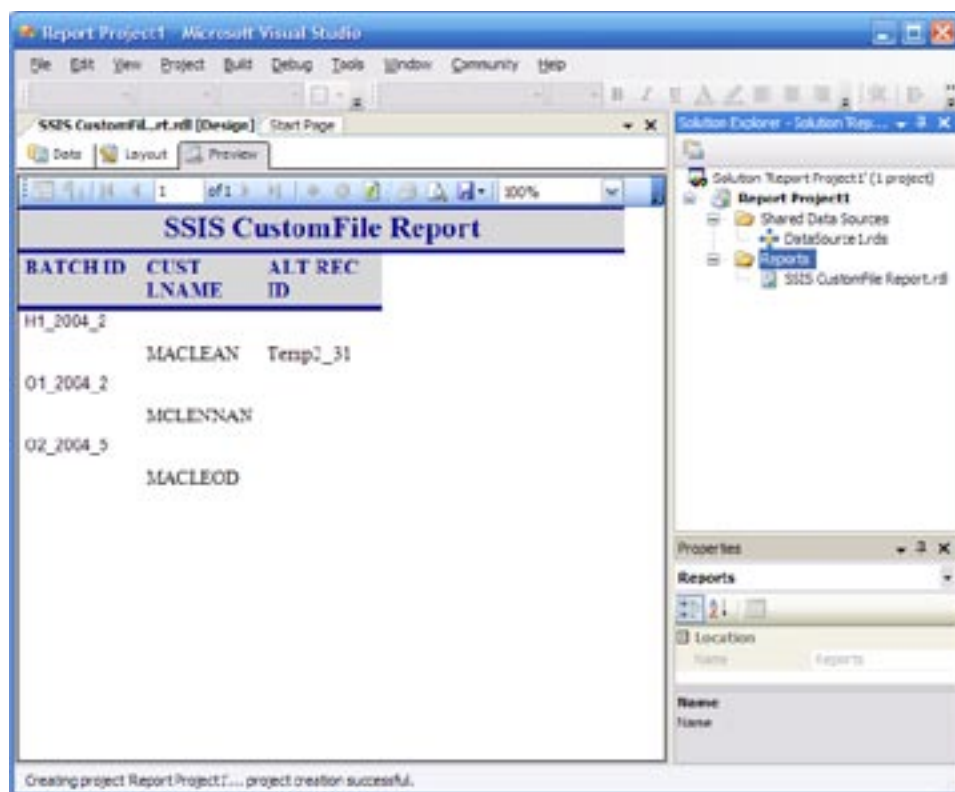 Report Project1 - Microsoft Visual Studio
File Edit View Project Build Debug Tools Window Community Help
SSIS CustomFil...rt.rdl [Design] Start Page
Data Layout Preview
1 of 1 100%
SSIS CustomFile Report
BATCH ID CUST LNAME ALT REC ID
H1_2004_2
MACLEAN Temp2_31
O1_2004_2
MCLENNAN
O2_2004_5
MACLEOD
Solution Explorer - Solution 'Rep...
Solution 'Report Project1' (1 project)
Report Project1
Shared Data Sources
DataSource1.rds
Reports
SSIS CustomFile Report.rdl
Properties
Reports
Location
Name Reports
Name
Name
Creating project 'Report Project1'... project creation successful.